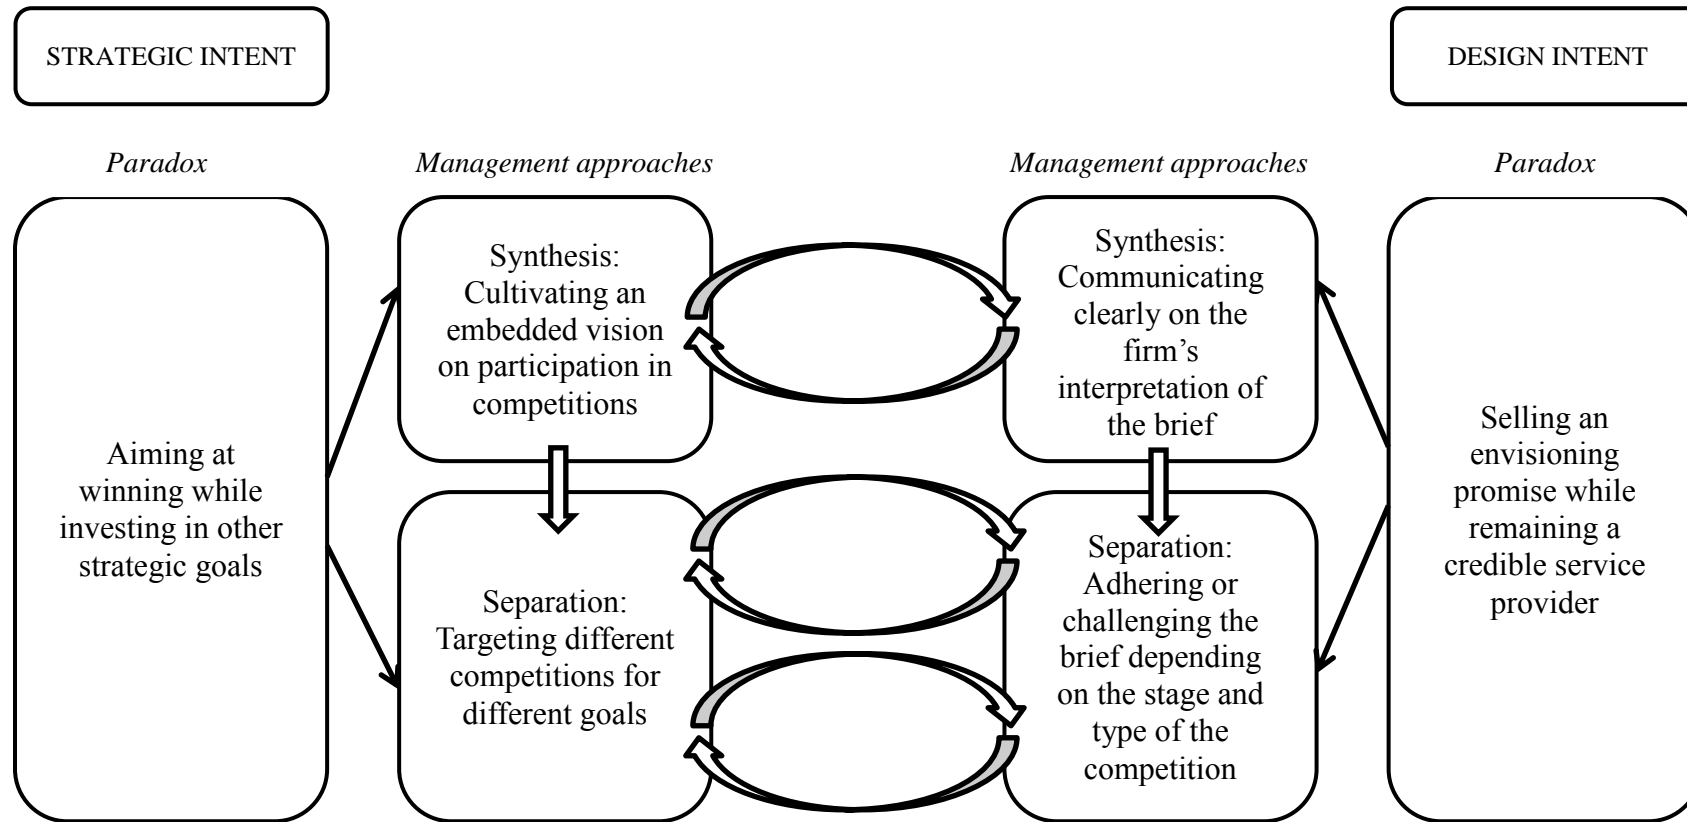 STRATEGIC INTENT
DESIGN INTENT
Paradox
Management approaches
Management approaches
Paradox
Aiming at
winning while
investing in other
strategic goals
Synthesis:
Cultivating an
embedded vision
on participation in
competitions
Separation:
Targeting different
competitions for
different goals
Synthesis:
Communicating
clearly on the
firm’s
interpretation of
the brief
Separation:
Adhering or
challenging the
brief depending
on the stage and
type of the
competition
Selling an
envisioning
promise while
remaining a
credible service
provider